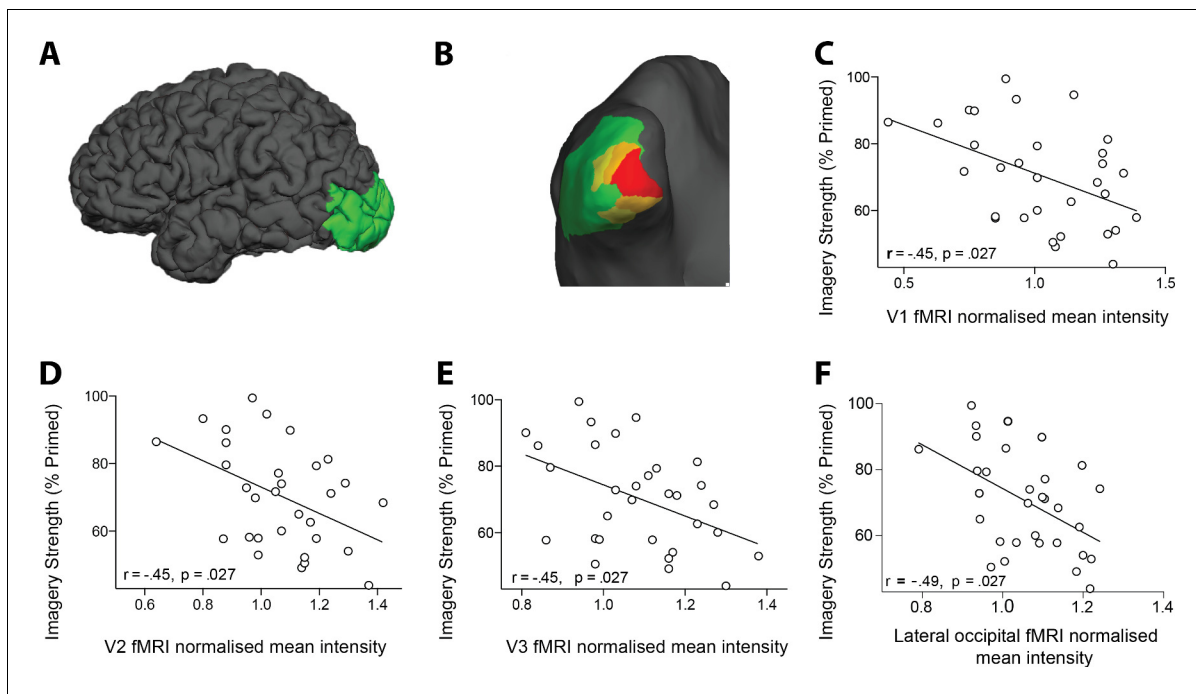 A
B
C
Imagery Strength (% Primed)
100
80
60
r = -.45, p = .027
0.5
1.0
1.5
V1 fMRI normalised mean intensity
D
Imagery Strength (% Primed)
100
80
60
r = -.45, p = .027
0.6
0.8
1.0
1.2
1.4
V2 fMRI normalised mean intensity
E
Imagery Strength (% Primed)
100
80
60
r = -.45, p = .027
0.8
1.0
1.2
1.4
V3 fMRI normalised mean intensity
F
Imagery Strength (% Primed)
100
80
60
r = -.49, p = .027
0.8
1.0
1.2
1.4
Lateral occipital fMRI normalised
mean intensity